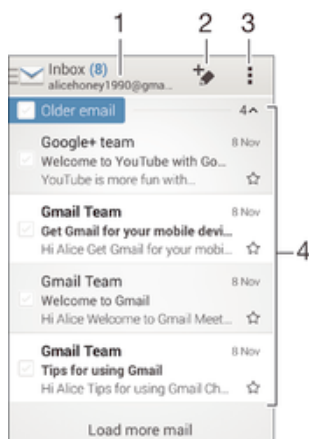 1 2 3
Inbox (8)
alicehoney1990@gma...
Older email 4
Google+ team 8 Nov
Welcome to YouTube with Go...
YouTube is more fun with...
Gmail Team 8 Nov
Get Gmail for your mobile devi...
Hi Alice Get Gmail for your mobi...
Gmail Team 8 Nov
Welcome to Gmail
Hi Alice Welcome to Gmail Meet...
4
Gmail Team 8 Nov
Tips for using Gmail
Hi Alice Tips for using Gmail Ch...
Load more mail